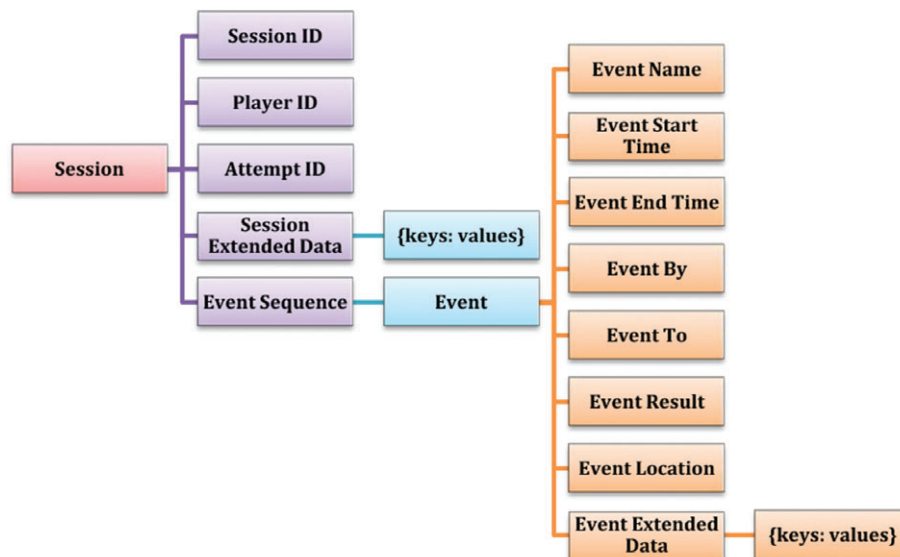 Session
Session ID
Player ID
Attempt ID
Session
Extended Data
Event Sequence
{keys: values}
Event
Event Name
Event Start
Time
Event End Time
Event By
Event To
Event Result
Event Location
Event Extended
Data
{keys: values}